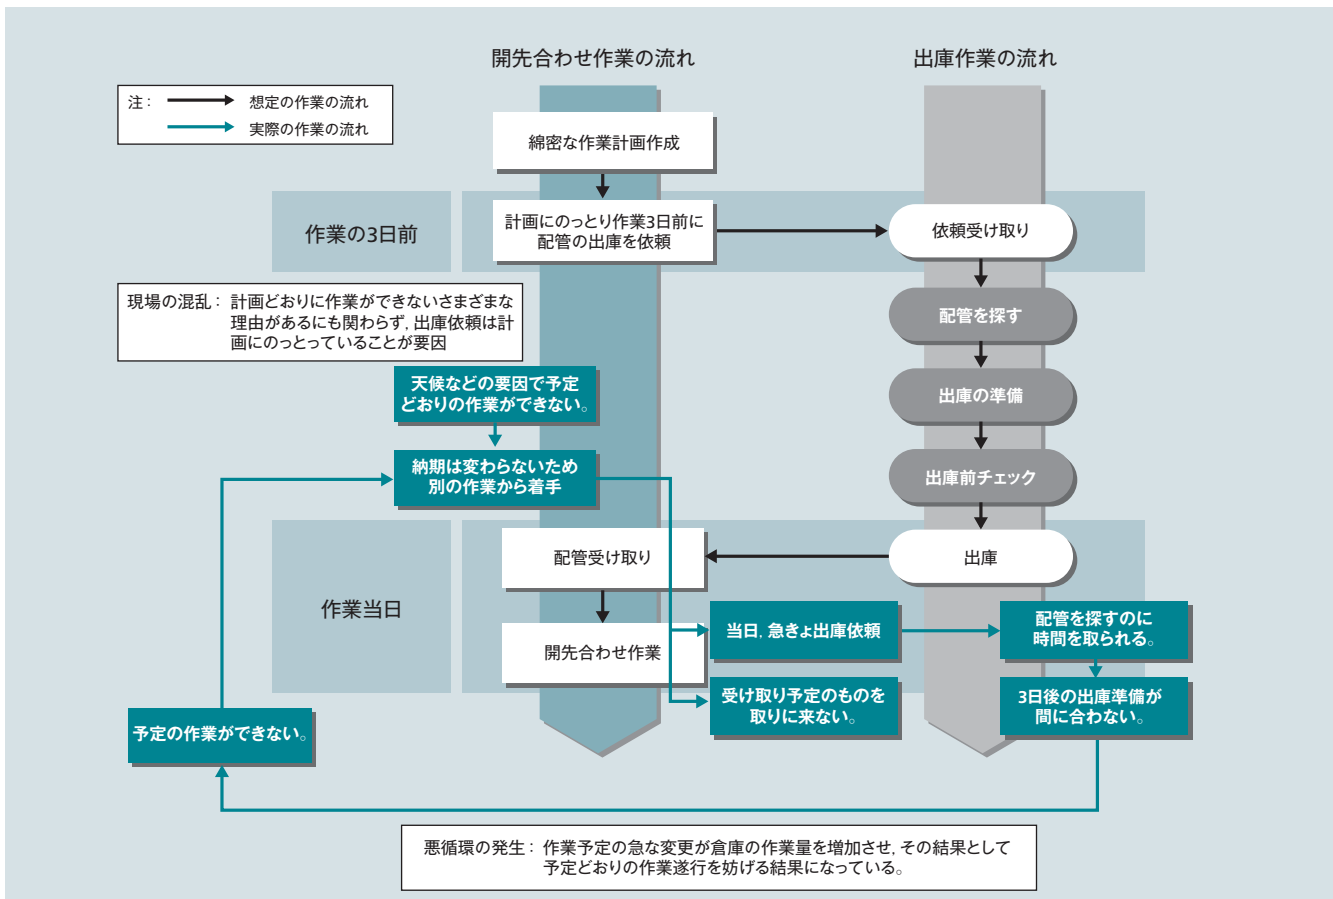 開先合わせ作業の流れ
出庫作業の流れ
注：
想定の作業の流れ
実際の作業の流れ
綿密な作業計画作成
作業の3日前
計画にのっとり作業3日前に
配管の出庫を依頼
依頼受け取り
現場の混乱： 計画どおりに作業ができないさまざまな
理由があるにも関わらず, 出庫依頼は計
画にのっとっていることが要因
配管を探す
天候などの要因で予定
どおりの作業ができない。
出庫の準備
納期は変わらないため
別の作業から着手
出庫前チェック
作業当日
配管受け取り
出庫
開先合わせ作業
当日, 急きょ出庫依頼
配管を探すのに
時間を取られる。
受け取り予定のものを
取りに来ない。
3日後の出庫準備が
間に合わない。
予定の作業ができない。
悪循環の発生： 作業予定の急な変更が倉庫の作業量を増加させ, その結果として
予定どおりの作業遂行を妨げる結果になっている。